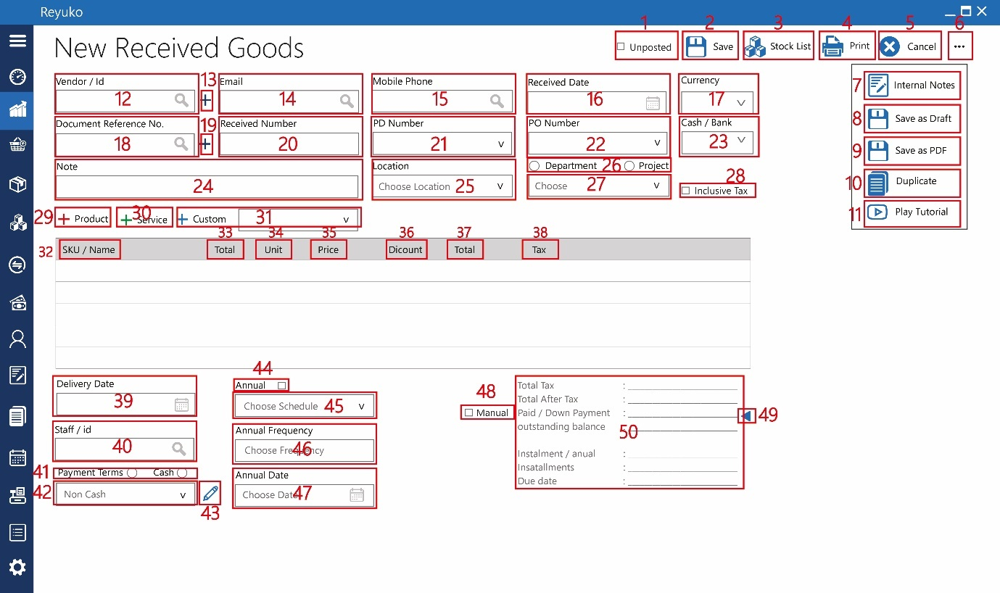 Reyuko
1 2 3 4 5 6
New Received Goods
Unposted Save Stock List Print Cancel ...
7 Internal Notes
8 Save as Draft
9 Save as PDF
10 Duplicate
11 Play Tutorial
Vendor / Id 13 Email Mobile Phone Received Date Currency
12 + 14 15 16 17 v
Document Reference No. 19 Received Number PD Number PO Number Cash / Bank
18 + 20 21 v 22 v 23 v
Note Location Department 26 Project
24 Choose Location 25 v Choose 27 v 28
Inclusive Tax
29 + Product 30 + Service + Custom 31 v
32 33 34 35 36 37 38
SKU / Name Total Unit Price Dicount Total Tax
Delivery Date
39
Staff / id
40
41 Payment Terms Cash
42 Non Cash v
43
44
Annual
Choose Schedule 45 v
Annual Frequency
Choose Frequency 46
Annual Date
Choose Date 47
48
Manual
Total Tax :
Total After Tax :
Paid / Down Payment : 49
outstanding balance : 50
Instalment / anual :
Insatallments :
Due date :